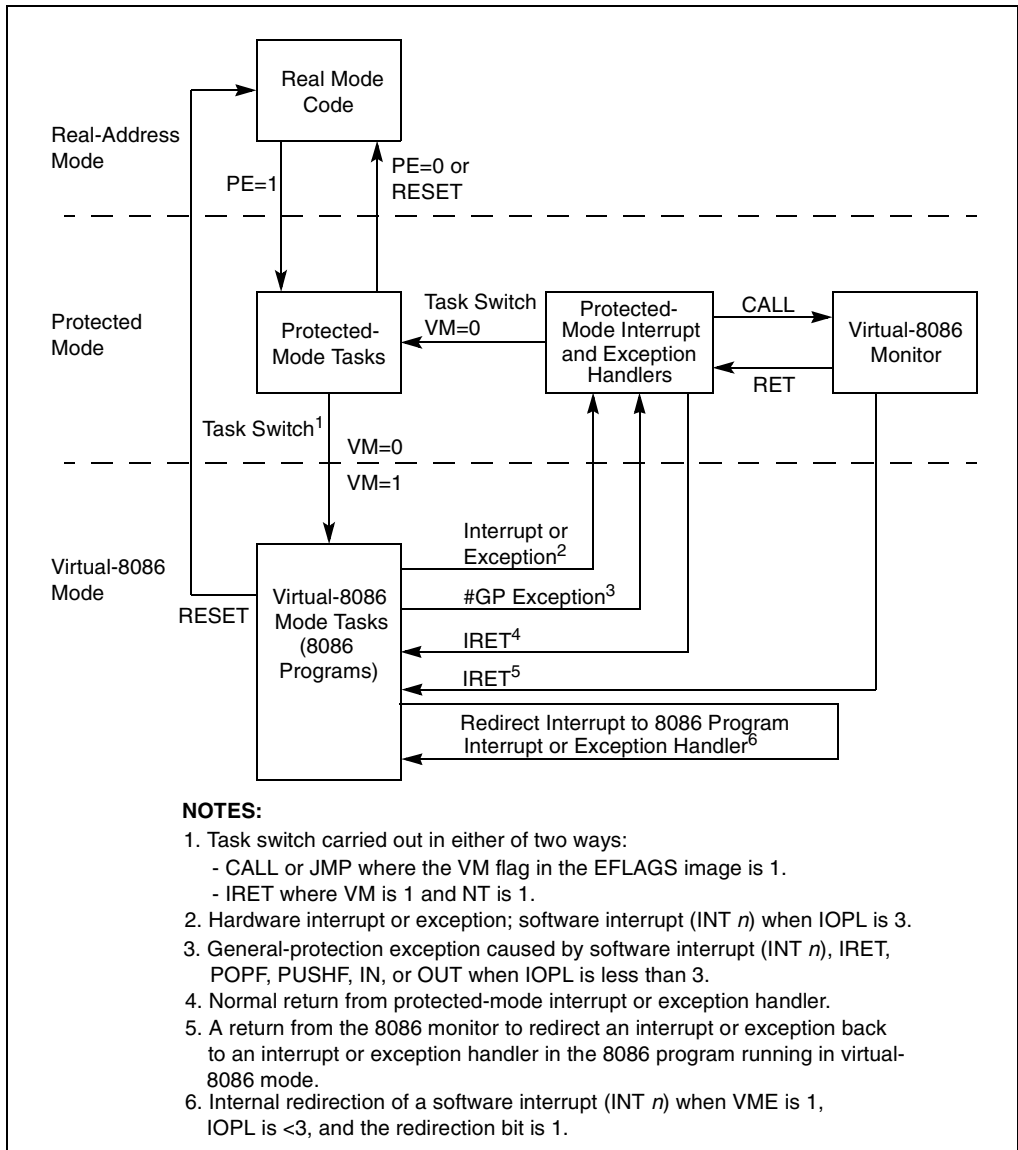 Real Mode
Code
Real-Address
Mode
PE=1
PE=0 or
RESET
Protected
Mode
Protected-
Mode Tasks
Task Switch
VM=0
Protected-
Mode Interrupt
and Exception
Handlers
CALL
RET
Virtual-8086
Monitor
Task Switch1
VM=0
VM=1
Virtual-8086
Mode
RESET
Virtual-8086
Mode Tasks
(8086
Programs)
Interrupt or
Exception2
#GP Exception3
IRET4
IRET5
Redirect Interrupt to 8086 Program
Interrupt or Exception Handler6
NOTES:
1. Task switch carried out in either of two ways:
- CALL or JMP where the VM flag in the EFLAGS image is 1.
- IRET where VM is 1 and NT is 1.
2. Hardware interrupt or exception; software interrupt (INT n) when IOPL is 3.
3. General-protection exception caused by software interrupt (INT n), IRET,
POPF, PUSHF, IN, or OUT when IOPL is less than 3.
4. Normal return from protected-mode interrupt or exception handler.
5. A return from the 8086 monitor to redirect an interrupt or exception back
to an interrupt or exception handler in the 8086 program running in virtual-
8086 mode.
6. Internal redirection of a software interrupt (INT n) when VME is 1,
IOPL is <3, and the redirection bit is 1.